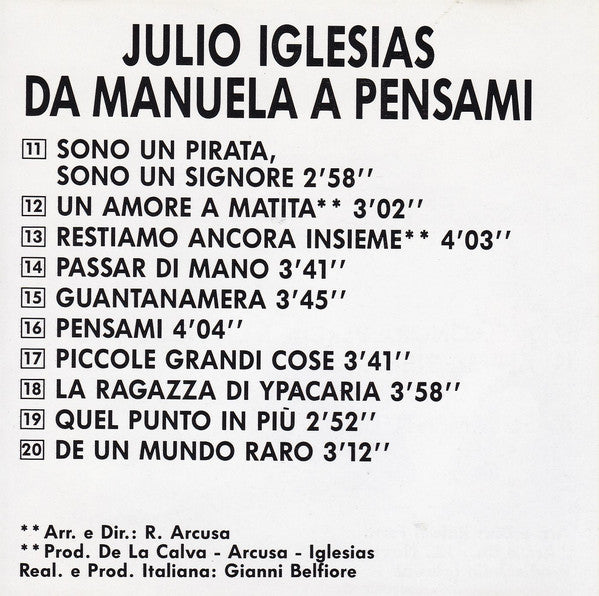 JULIO IGLESIAS
DA MANUELA A PENSAMI
11 SONO UN PIRATA,
SONO UN SIGNORE 2'58''
12 UN AMORE A MATITA** 3'02''
13 RESTIAMO ANCORA INSIEME** 4'03''
14 PASSAR DI MANO 3'41''
15 GUANTANAMERA 3'45''
16 PENSAMI 4'04''
17 PICCOLE GRANDI COSE 3'41''
18 LA RAGAZZA DI YPACARIA 3'58''
19 QUEL PUNTO IN PIÙ 2'52''
20 DE UN MUNDO RARO 3'12''
**Arr. e Dir.: R. Arcusa
**Prod. De La Calva - Arcusa - Iglesias
Real. e Prod. Italiana: Gianni Belfiore